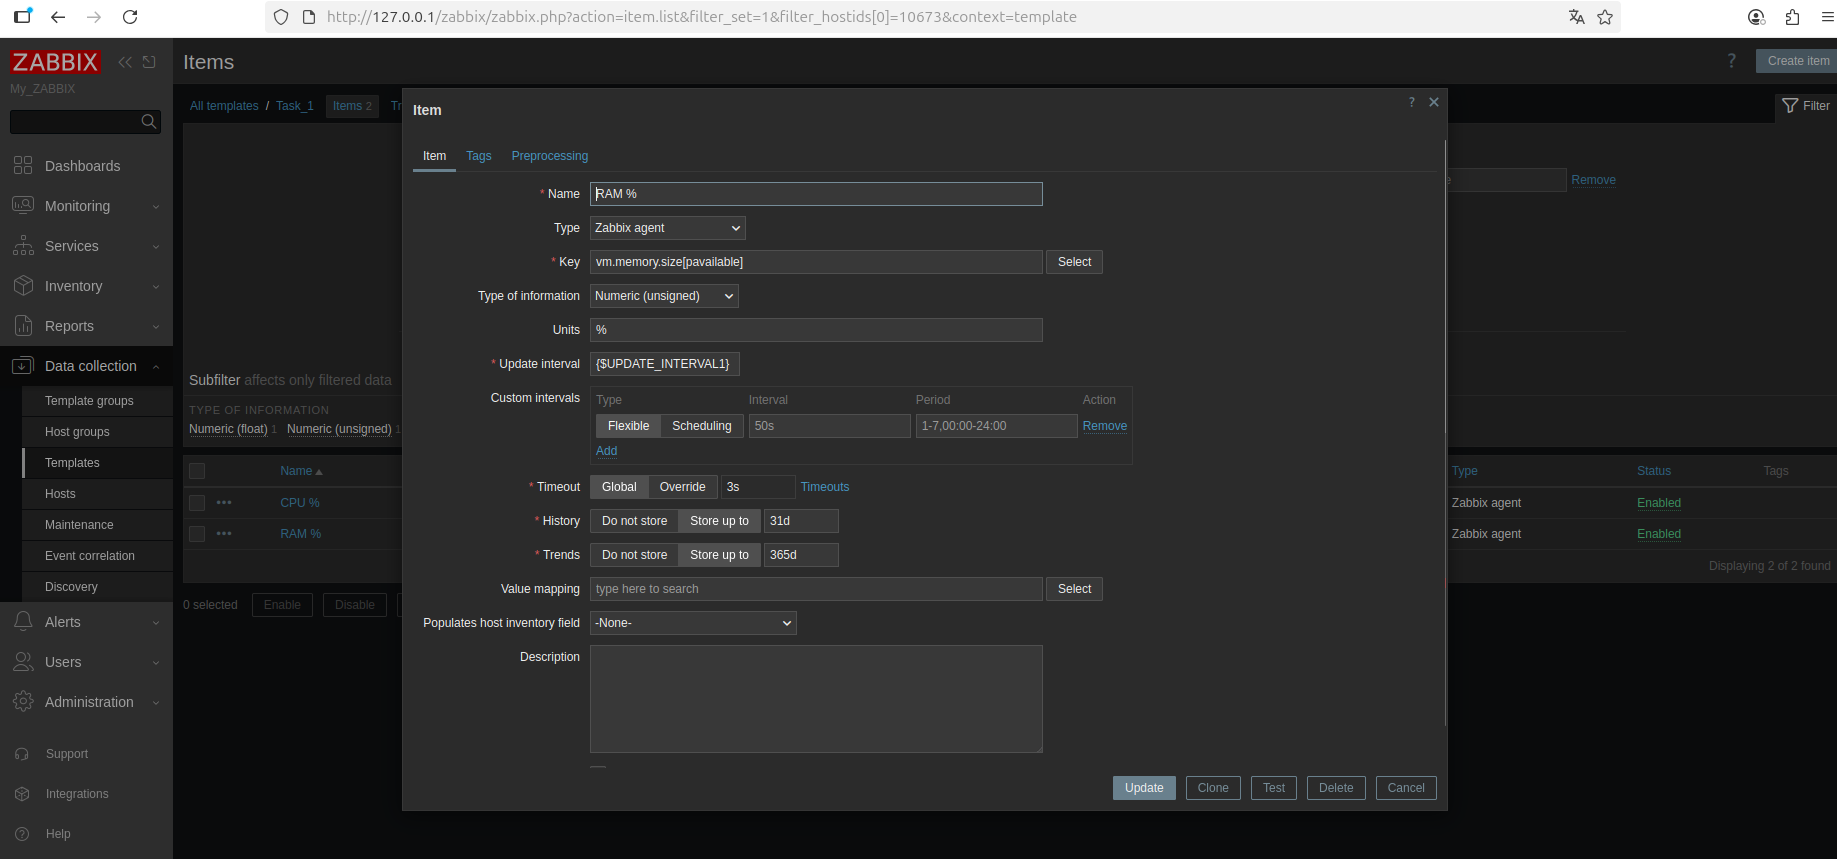 http://127.0.0.1/zabbix/zabbix.php?action=item.list&filter_set=1&filter_hostids[0]=10673&context=template
ZABBIX
My_ZABBIX
Dashboards
Monitoring
Services
Inventory
Reports
Data collection
Template groups
Host groups
Templates
Hosts
Maintenance
Event correlation
Discovery
Alerts
Users
Administration
Support
Integrations
? Help
Items
? Create item
All templates / Task_1 Items 2 Tr
Filter
Remove
Subfilter affects only filtered data
TYPE OF INFORMATION
Numeric (float) 1 Numeric (unsigned) 1
Name Type Status Tags
CPU % Zabbix agent Enabled
RAM % Zabbix agent Enabled
Displaying 2 of 2 found
0 selected Enable Disable
Item
?
Item Tags Preprocessing
* Name RAM %
Type Zabbix agent
* Key vm.memory.size[pavailable] Select
Type of information Numeric (unsigned)
Units %
* Update interval {$UPDATE_INTERVAL1}
Custom intervals Type Interval Period Action
Flexible Scheduling 50s 1-7,00:00-24:00 Remove
Add
* Timeout Global Override 3s Timeouts
* History Do not store Store up to 31d
* Trends Do not store Store up to 365d
Value mapping type here to search Select
Populates host inventory field -None-
Description
Update Clone Test Delete Cancel